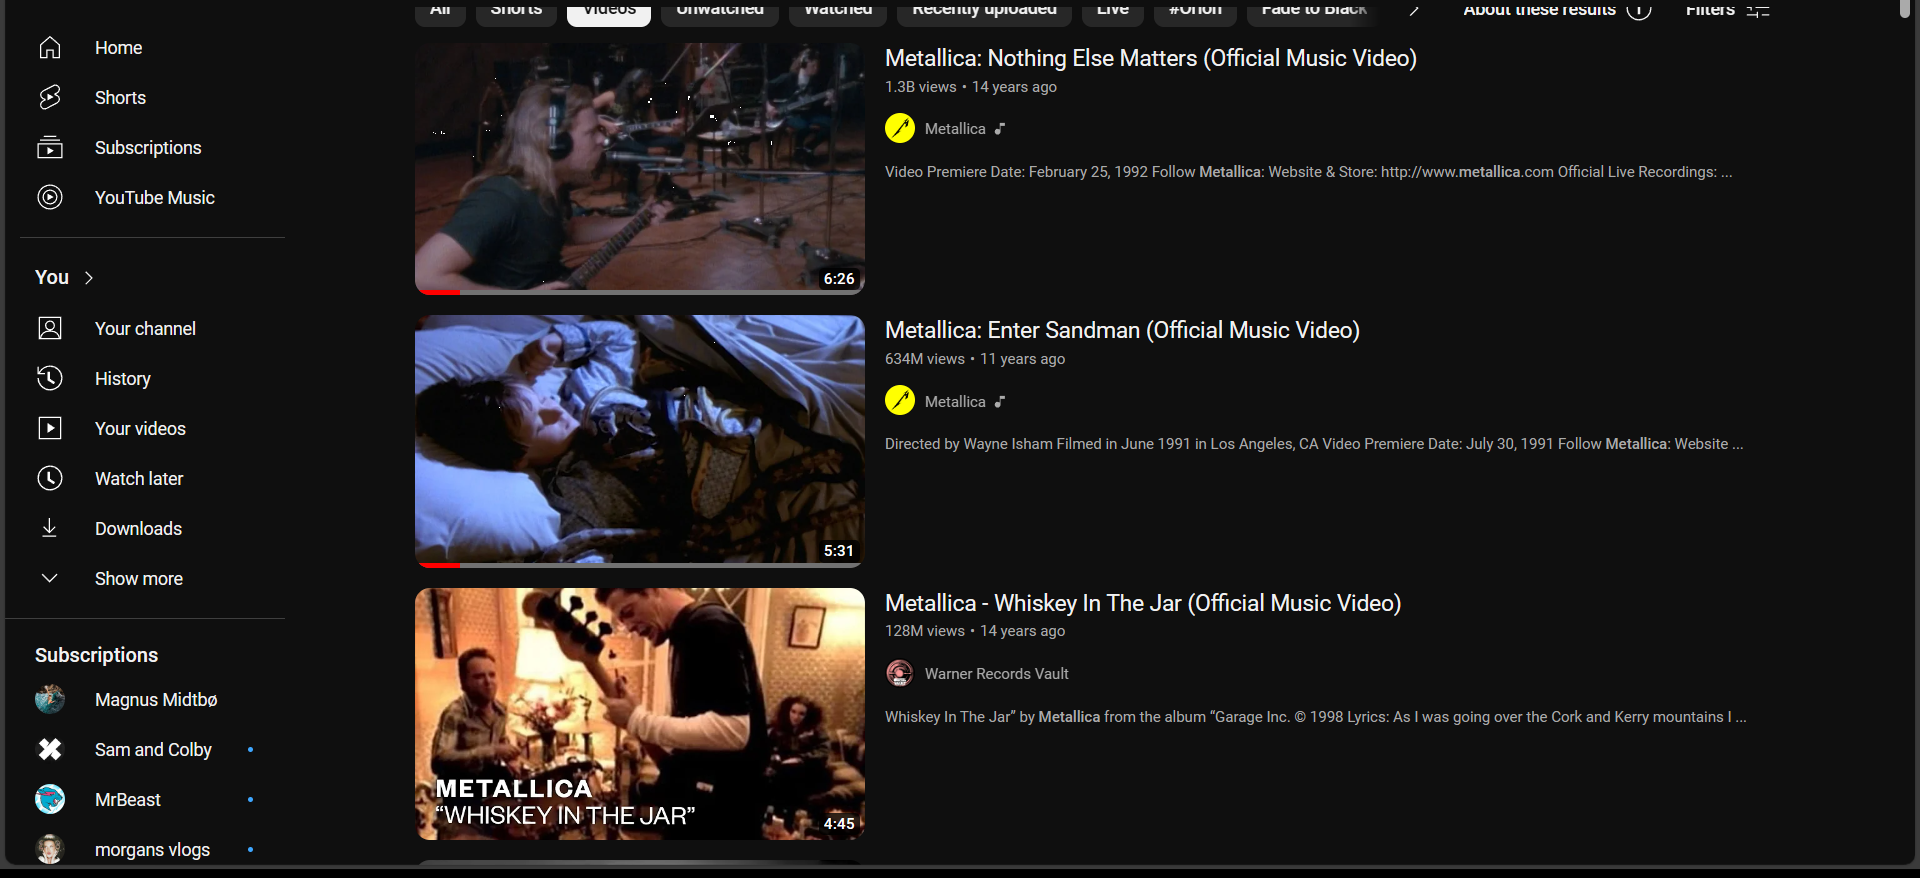 All
Shorts
Videos
Unwatched
Watched
Recently uploaded
Live
#Orion
Fade to Black
About these results
Filters
Home
Shorts
Subscriptions
YouTube Music
You
Your channel
History
Your videos
Watch later
Downloads
Show more
Subscriptions
Magnus Midtbø
Sam and Colby
MrBeast
morgans vlogs
6:26
Metallica: Nothing Else Matters (Official Music Video)
1.3B views • 14 years ago
Metallica
Video Premiere Date: February 25, 1992 Follow Metallica: Website & Store: http://www.metallica.com Official Live Recordings: ...
5:31
Metallica: Enter Sandman (Official Music Video)
634M views • 11 years ago
Metallica
Directed by Wayne Isham Filmed in June 1991 in Los Angeles, CA Video Premiere Date: July 30, 1991 Follow Metallica: Website ...
METALLICA
“WHISKEY IN THE JAR”
4:45
Metallica - Whiskey In The Jar (Official Music Video)
128M views • 14 years ago
Warner Records Vault
Whiskey In The Jar” by Metallica from the album “Garage Inc. © 1998 Lyrics: As I was going over the Cork and Kerry mountains I ...